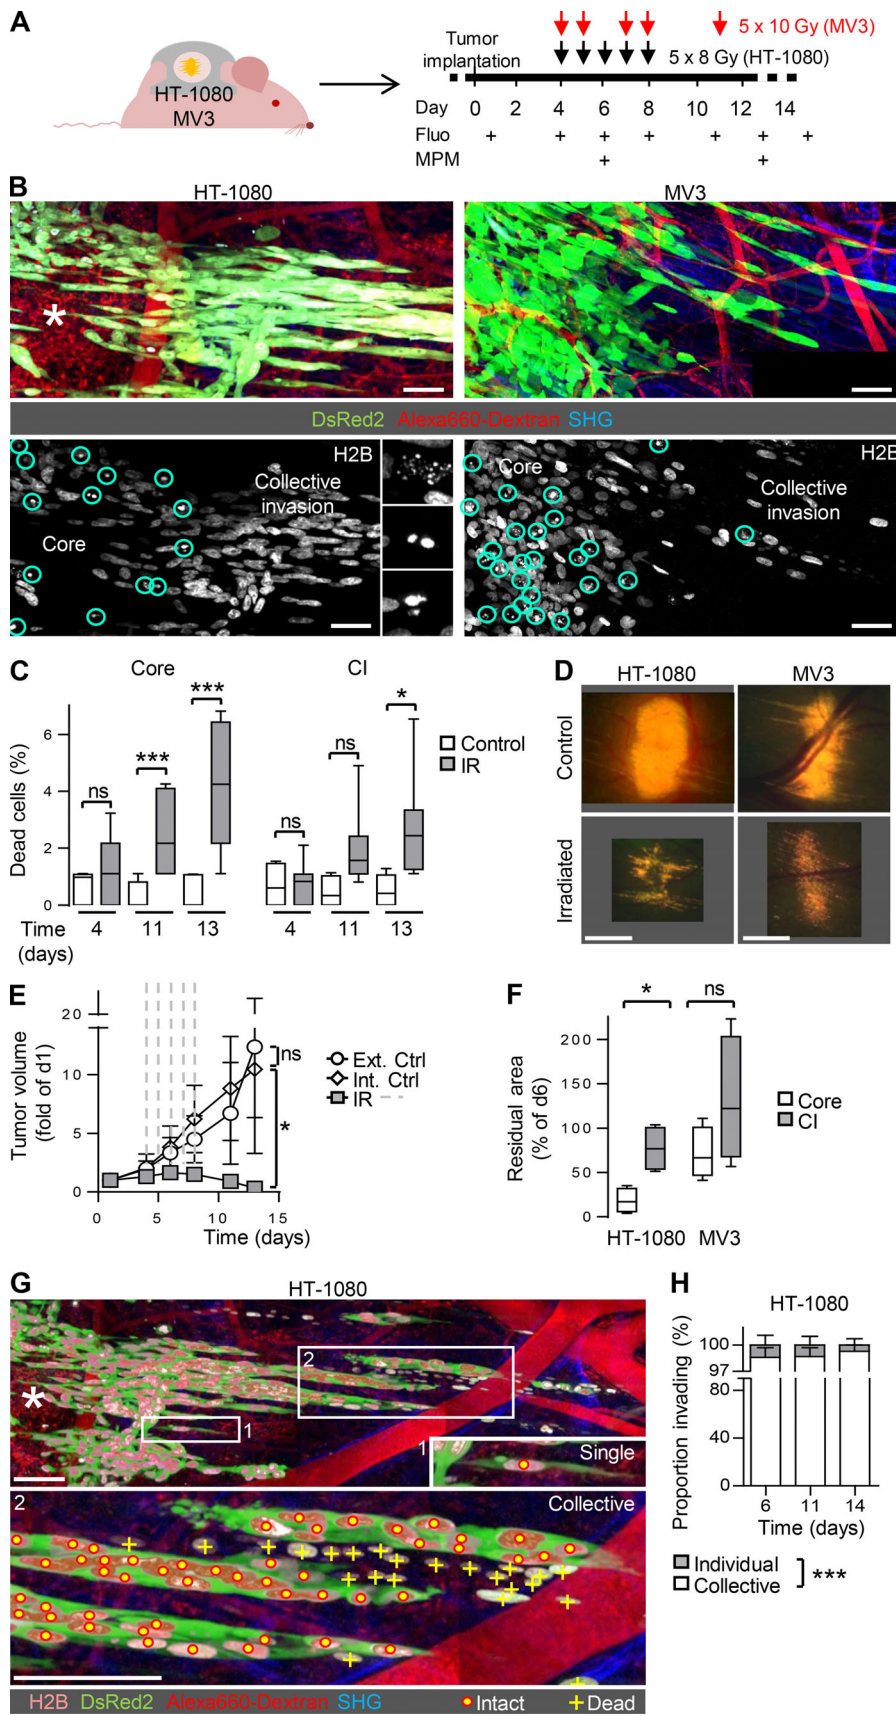 A
HT-1080
MV3
Tumor
implantation
5 x 10 Gy (MV3)
5 x 8 Gy (HT-1080)
Day 0 2 4 6 8 10 12 14
Fluo + + + + + + +
MPM + +
B
HT-1080 MV3
*
DsRed2 Alexa660-Dextran SHG
H2B
Collective
invasion
Core
H2B
Core
Collective
invasion
C
Core CI
Dead cells (%)
6
4
2
0
ns *** *** ns ns *
Control
IR
Time
(days)
4 11 13 4 11 13
D
HT-1080 MV3
Control
Irradiated
E
Tumor volume
(fold of d1)
20
10
5
0
0 5 10 15
Time (days)
ns
*
Ext. Ctrl
Int. Ctrl
IR
F
Residual area
(% of d6)
200
150
100
50
0
* ns
HT-1080 MV3
Core
CI
G
HT-1080
*
2
1
1
Single
2
Collective
H2B DsRed2 Alexa660-Dextran SHG Intact + Dead
H
HT-1080
Proportion invading (%)
100
97
80
40
0
6 11 14
Time (days)
Individual
Collective
***